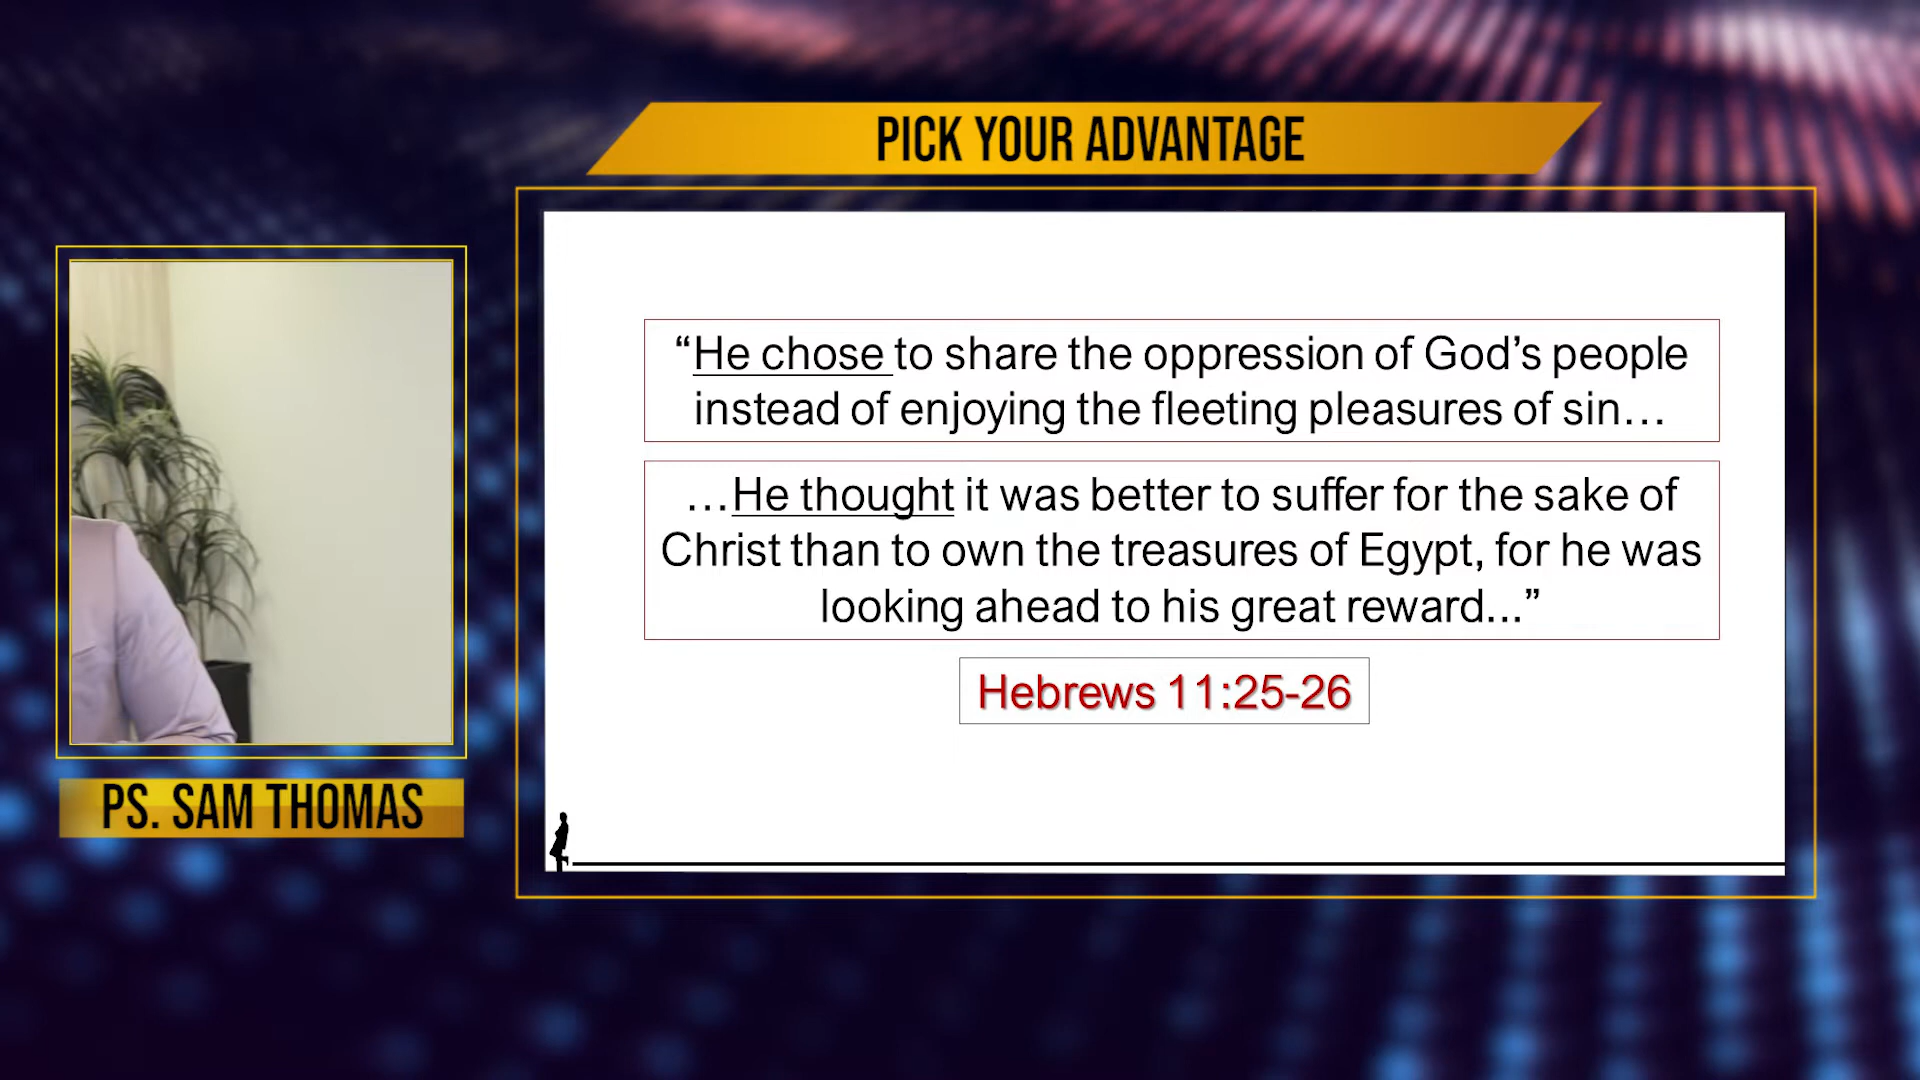 PICK YOUR ADVANTAGE
“He chose to share the oppression of God’s people
instead of enjoying the fleeting pleasures of sin…
…He thought it was better to suffer for the sake of
Christ than to own the treasures of Egypt, for he was
looking ahead to his great reward...”
Hebrews 11:25-26
PS. SAM THOMAS